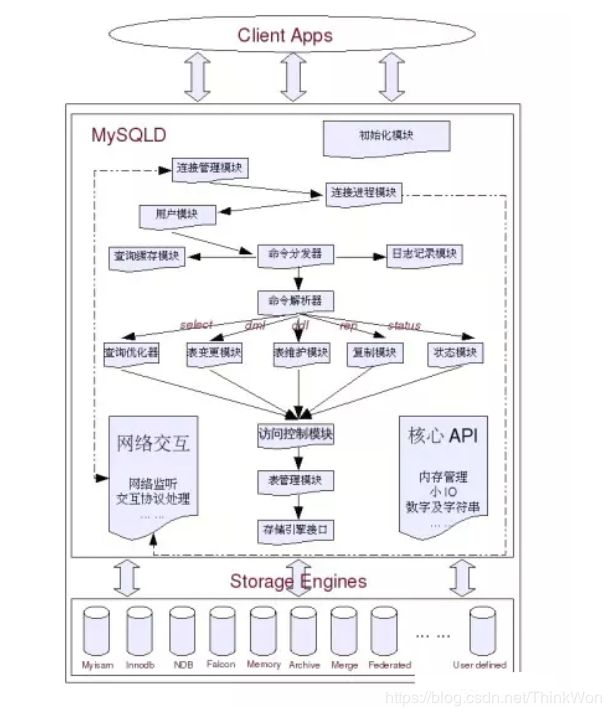 Client Apps
MySQLD
初始化模块
连接管理模块
连接进程模块
用户模块
查询缓存模块
命令分发器
日志记录模块
命令解析器
select
dml
ddl
rep
status
查询优化器
表变更模块
表维护模块
复制模块
状态模块
访问控制模块
网络交互
网络监听
交互协议处理
... ...
核心 API
内存管理
小 IO
数字及字符串
... ...
表管理模块
存储引擎接口
Storage Engines
Myisam
Innodb
NDB
Falcon
Memory
Archive
Merge
Federated
... ...
User defined
https://blog.csdn.net/ThinkWon